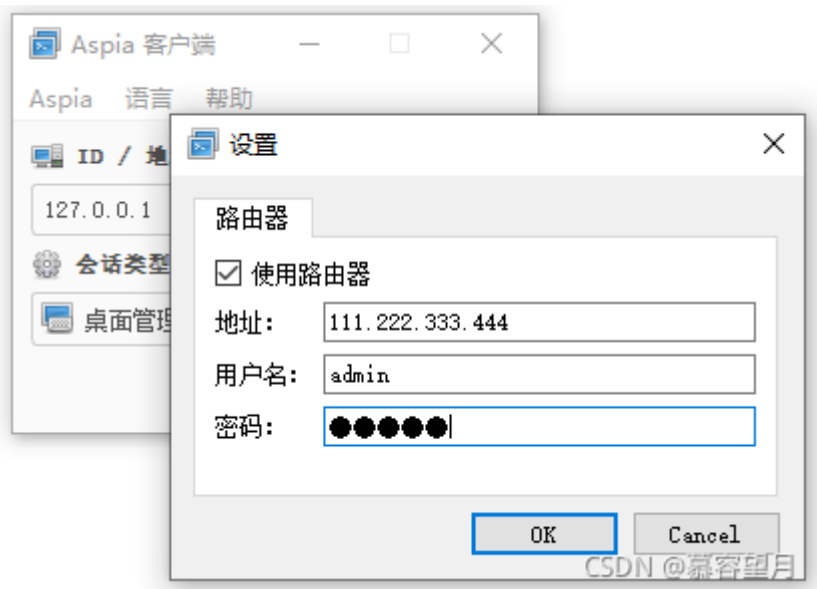 Aspia 客户端
Aspia 语言 帮助
ID / 地
127.0.0.1
会话类型
桌面管理
设置
路由器
使用路由器
地址: 111.222.333.444
用户名: admin
密码: ●●●●●
OK Cancel
CSDN @慕容望月